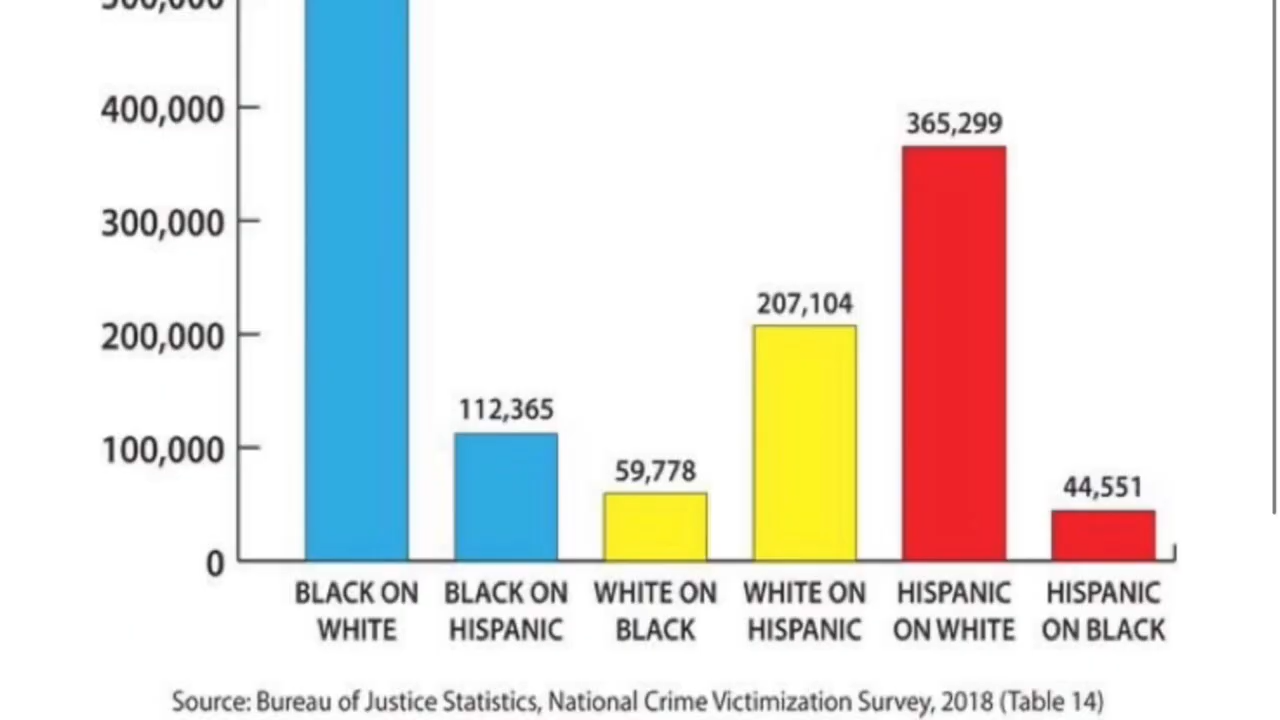 500,000
400,000
300,000
200,000
100,000
0
365,299
207,104
112,365
59,778
44,551
BLACK ON WHITE
BLACK ON HISPANIC
WHITE ON BLACK
WHITE ON HISPANIC
HISPANIC ON WHITE
HISPANIC ON BLACK
Source: Bureau of Justice Statistics, National Crime Victimization Survey, 2018 (Table 14)